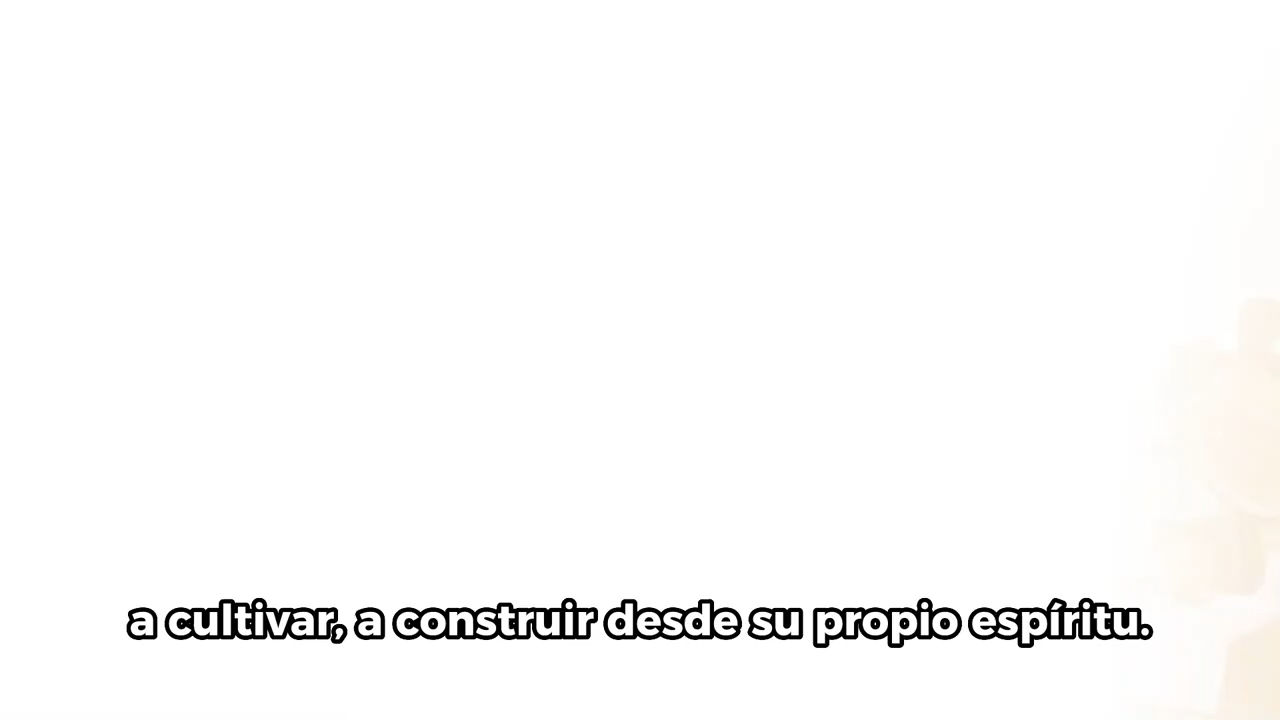 a cultivar, a construir desde su propio espíritu.